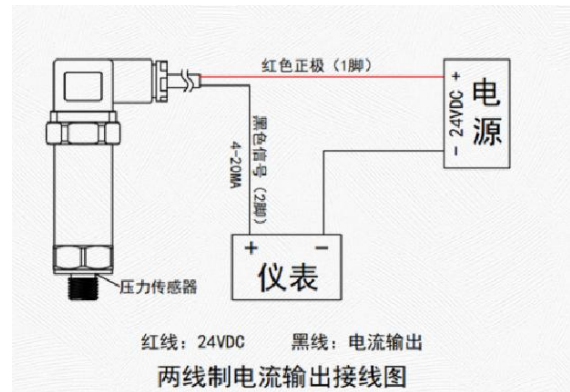 红色正极（1脚）
- 24VDC +
电源
黑色信号（2脚）
4-20MA
+ -
仪表
压力传感器
红线：24VDC 黑线：电流输出
两线制电流输出接线图